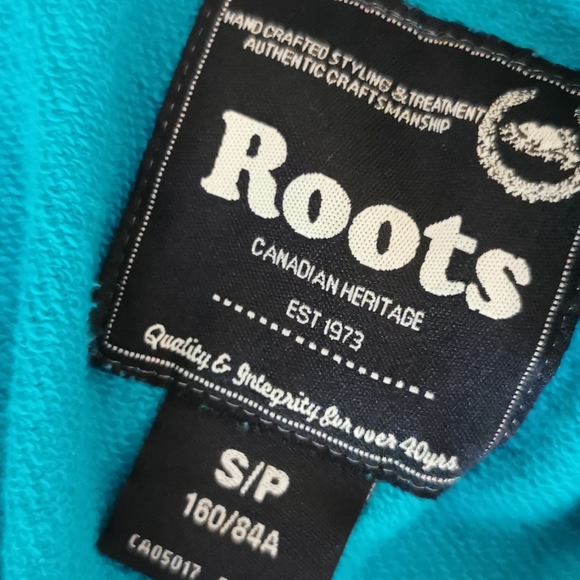 HAND CRAFTED STYLING & TREATMENT
AUTHENTIC CRAFTSMANSHIP
Roots
CANADIAN HERITAGE
EST 1973
Quality & Integrity for over 40yrs
S/P
160/84A
CA05017